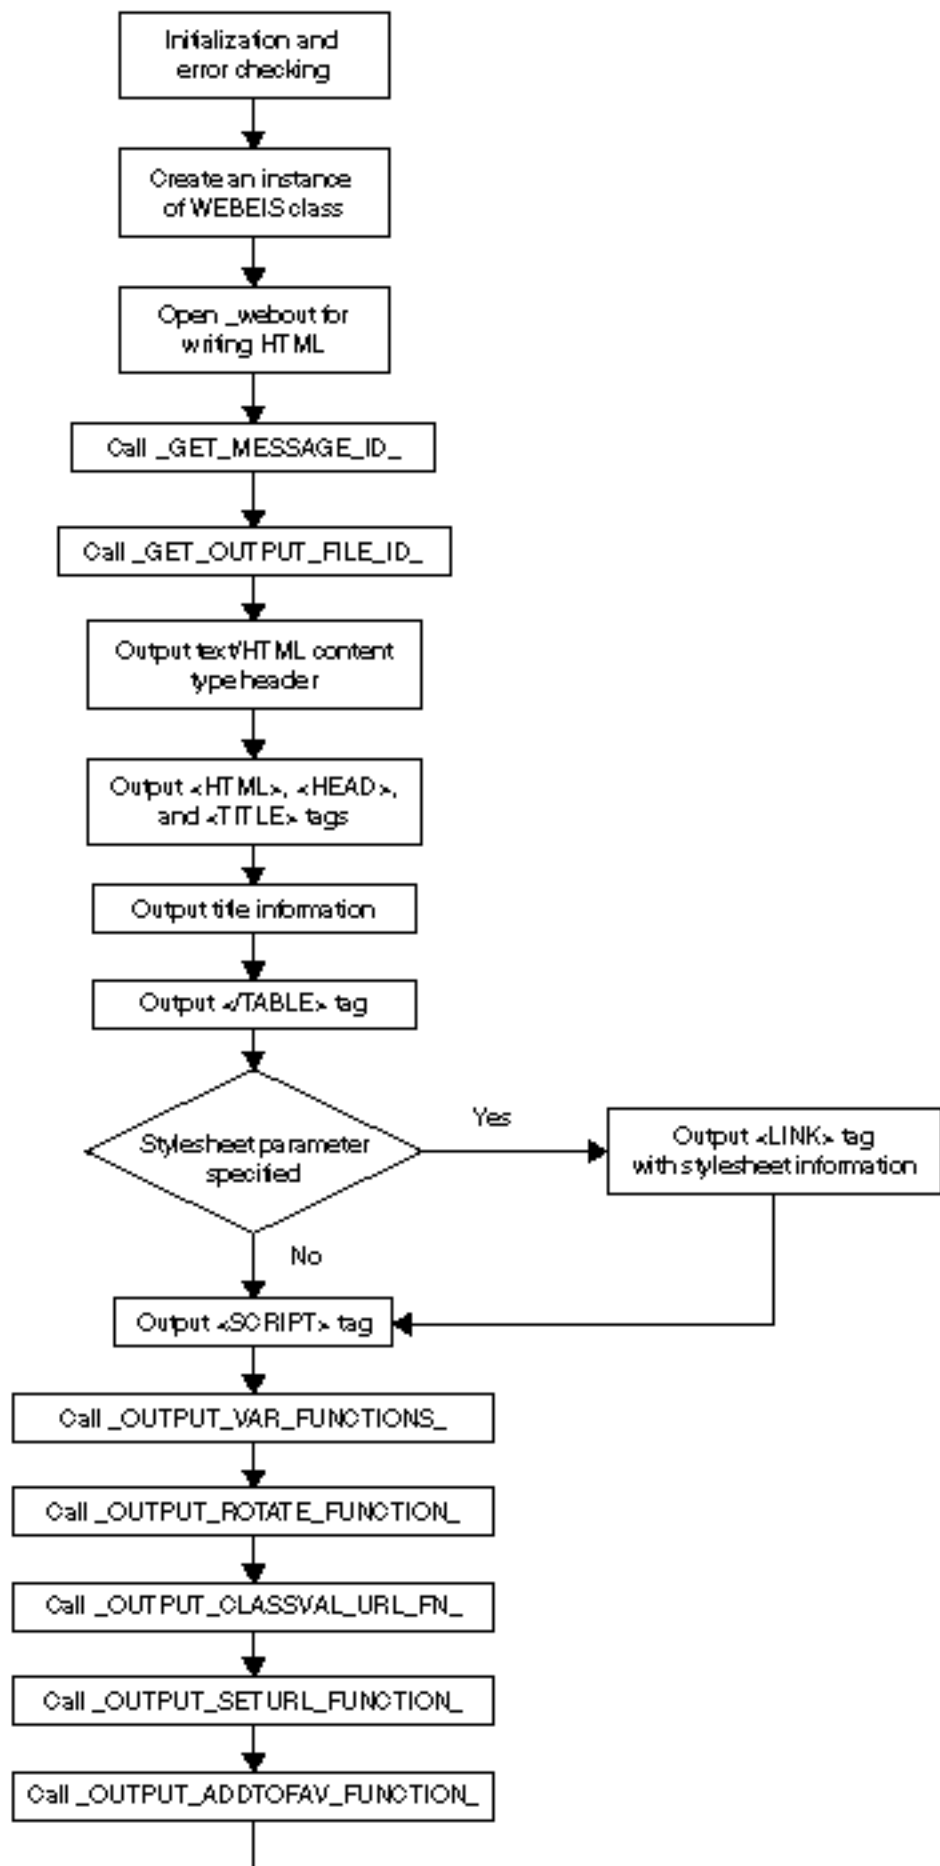 Initialization and
error checking
Create an instance
of WEBEIS class
Open _webout for
writing HTML
Call _GET_MESSAGE_ID_
Call _GET_OUTPUT_FILE_ID_
Output text/HTML content
type header
Output <HTML>, <HEAD>,
and <TITLE> tags
Output title information
Output </TABLE> tag
Stylesheet parameter
specified
Yes
Output <LINK> tag
with stylesheet information
No
Output <SCRIPT> tag
Call _OUTPUT_VAR_FUNCTIONS_
Call _OUTPUT_ROTATE_FUNCTION_
Call _OUTPUT_CLASSVAL_URL_FN_
Call _OUTPUT_SETURL_FUNCTION_
Call _OUTPUT_ADDTOFAV_FUNCTION_